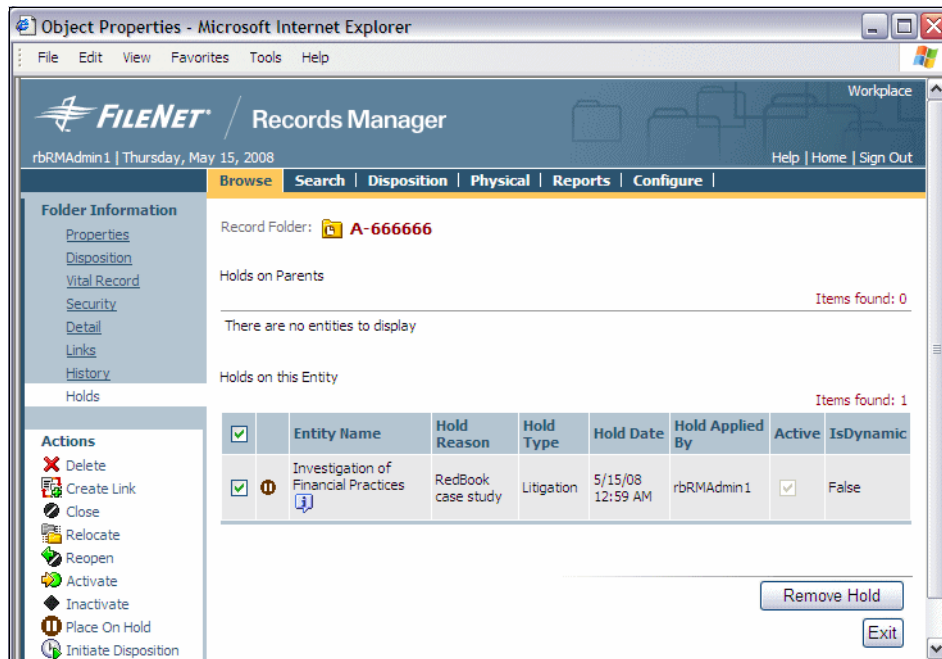 Object Properties - Microsoft Internet Explorer
File Edit View Favorites Tools Help
Workplace
FILENET Records Manager
rbRMAdmin1 | Thursday, May 15, 2008
Help | Home | Sign Out
Browse Search | Disposition | Physical | Reports | Configure |
Folder Information
Properties
Disposition
Vital Record
Security
Detail
Links
History
Holds
Actions
Delete
Create Link
Close
Relocate
Reopen
Activate
Inactivate
Place On Hold
Initiate Disposition
Record Folder: A-666666
Holds on Parents
Items found: 0
There are no entities to display
Holds on this Entity
Items found: 1
Entity Name Hold Reason Hold Type Hold Date Hold Applied By Active IsDynamic
Investigation of Financial Practices RedBook case study Litigation 5/15/08 12:59 AM rbRMAdmin1 False
Remove Hold
Exit